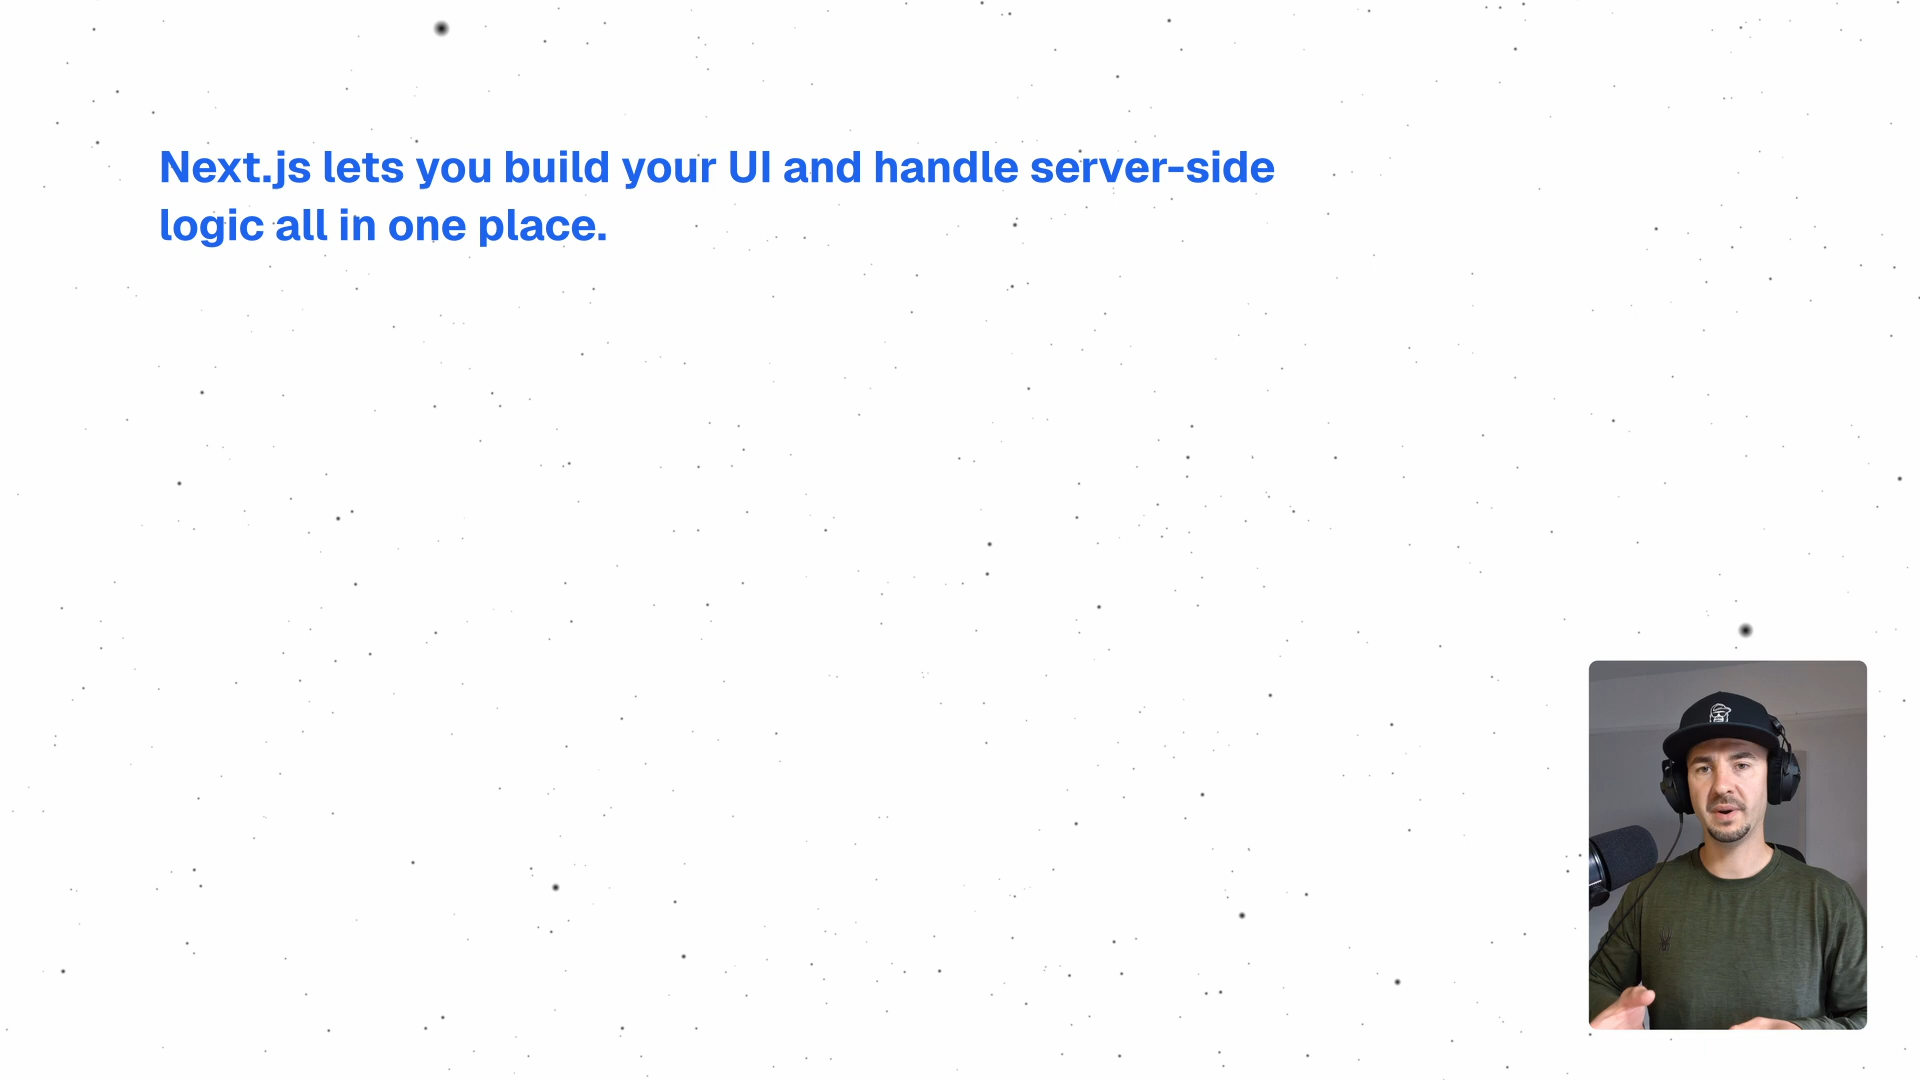 Next.js lets you build your UI and handle server-side
logic all in one place.